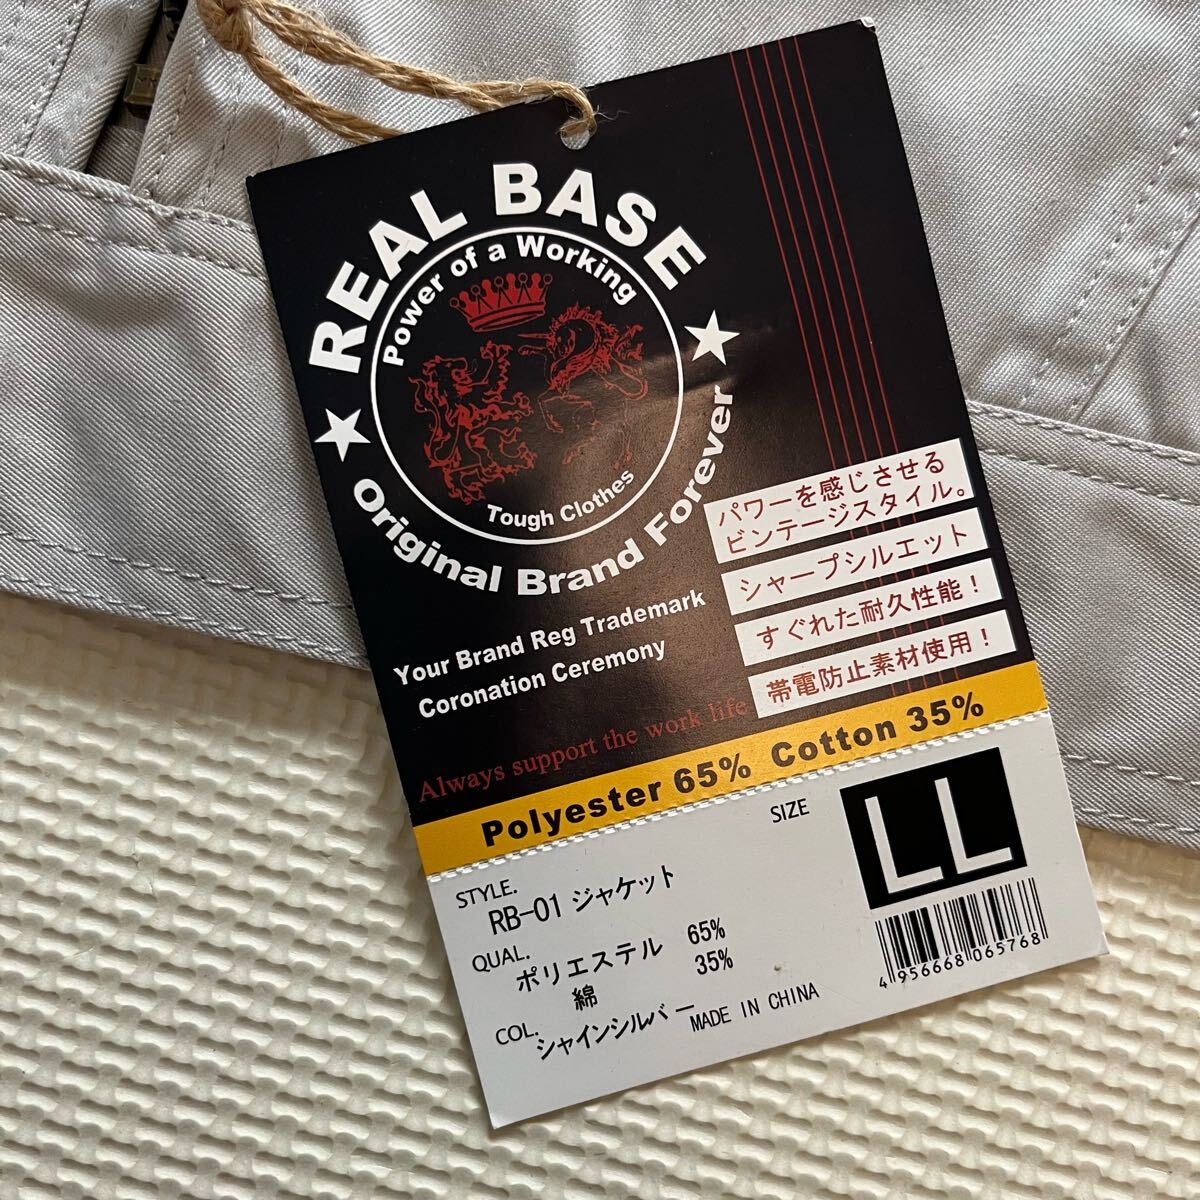 REAL BASE
Power of a Working
Tough Clothes
★ Original Brand Forever ★
Your Brand Reg Trademark
Coronation Ceremony
Always support the work life
パワーを感じさせる
ビンテージスタイル。
シャープシルエット
すぐれた耐久性能!
帯電防止素材使用!
Polyester 65% Cotton 35%
SIZE
LL
STYLE.
RB-01 ジャケット
QUAL.
ポリエステル 65%
綿 35%
COL.
シャインシルバー
MADE IN CHINA
4 956668 065768